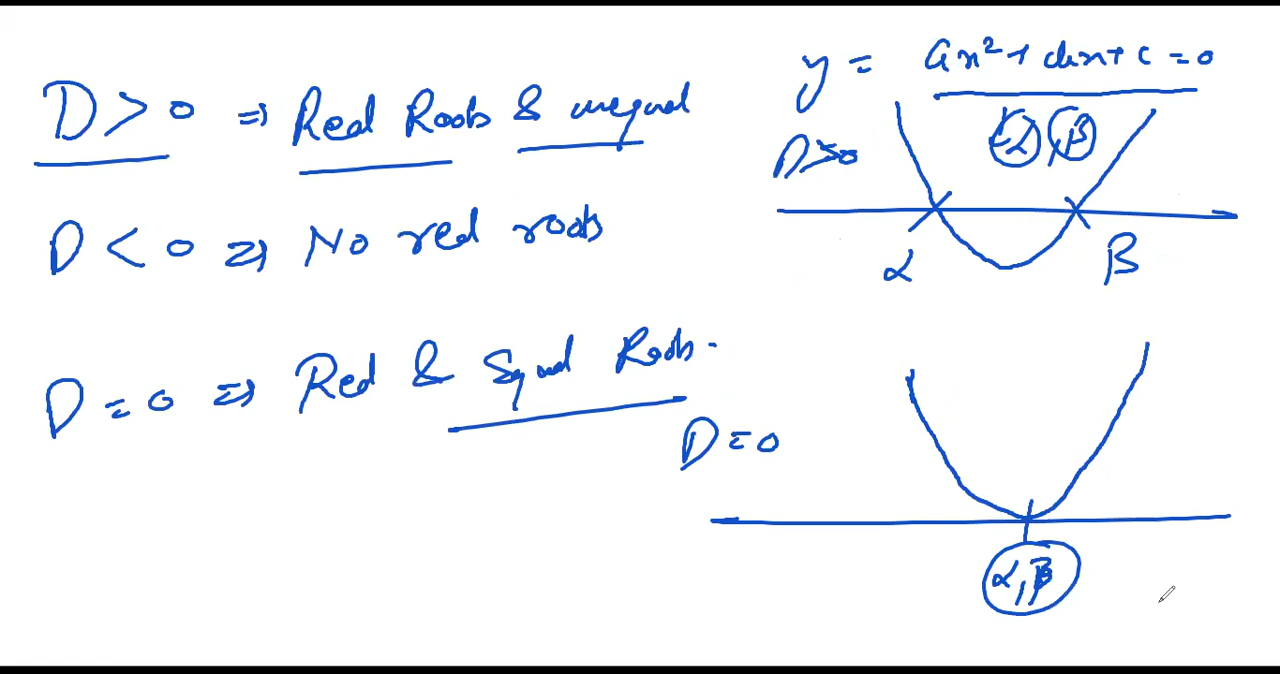 D > 0 ⇒ Real Roots & unequal
D < 0 ⇒ No real roots
D = 0 ⇒ Real & Equal Roots.
y = ax² + bx + c = 0
α, β
D > 0
α β
D = 0
α, β